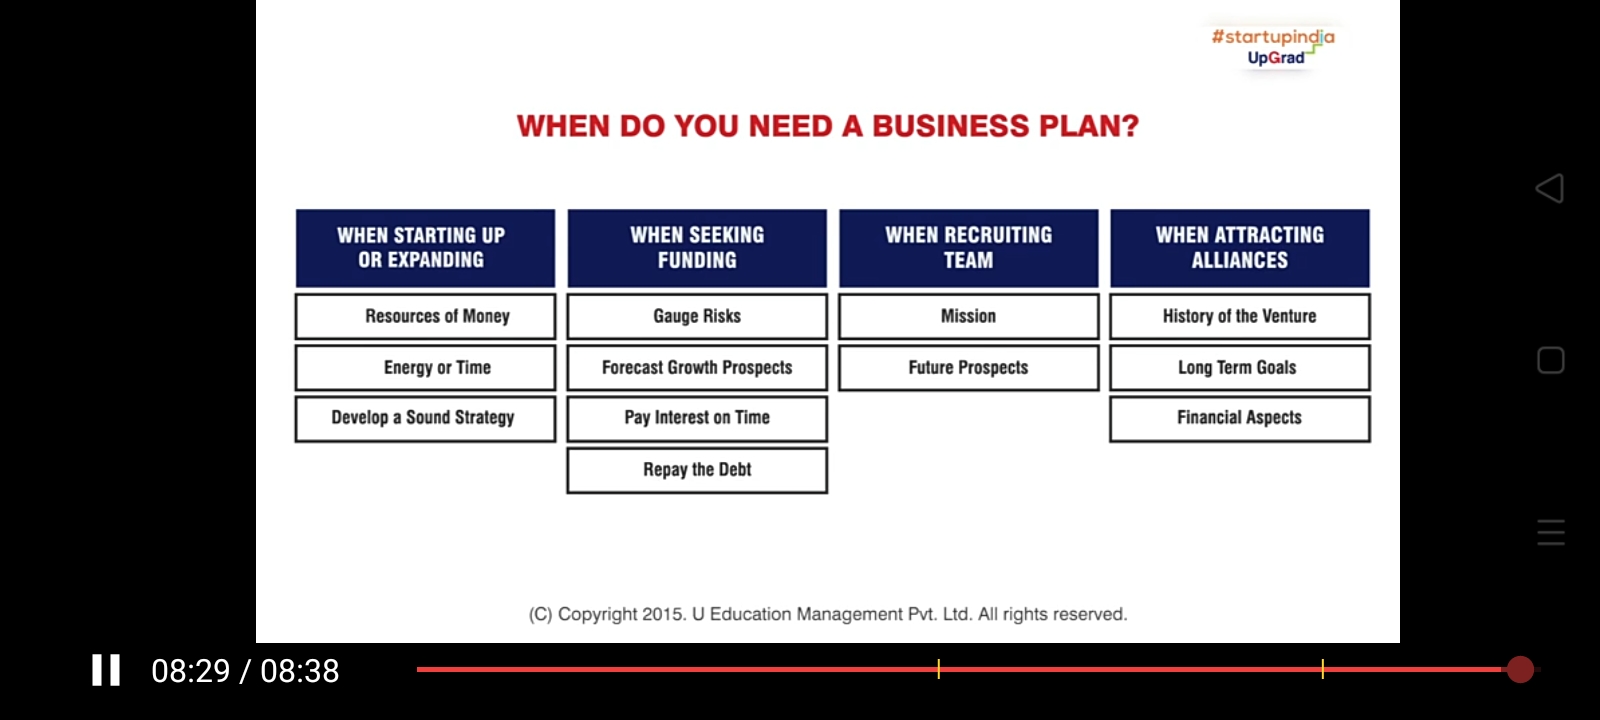 #startupindia
UpGrad
WHEN DO YOU NEED A BUSINESS PLAN?
WHEN STARTING UP
OR EXPANDING
Resources of Money
Energy or Time
Develop a Sound Strategy
WHEN SEEKING
FUNDING
Gauge Risks
Forecast Growth Prospects
Pay Interest on Time
Repay the Debt
WHEN RECRUITING
TEAM
Mission
Future Prospects
WHEN ATTRACTING
ALLIANCES
History of the Venture
Long Term Goals
Financial Aspects
(C) Copyright 2015. U Education Management Pvt. Ltd. All rights reserved.
08:29 / 08:38